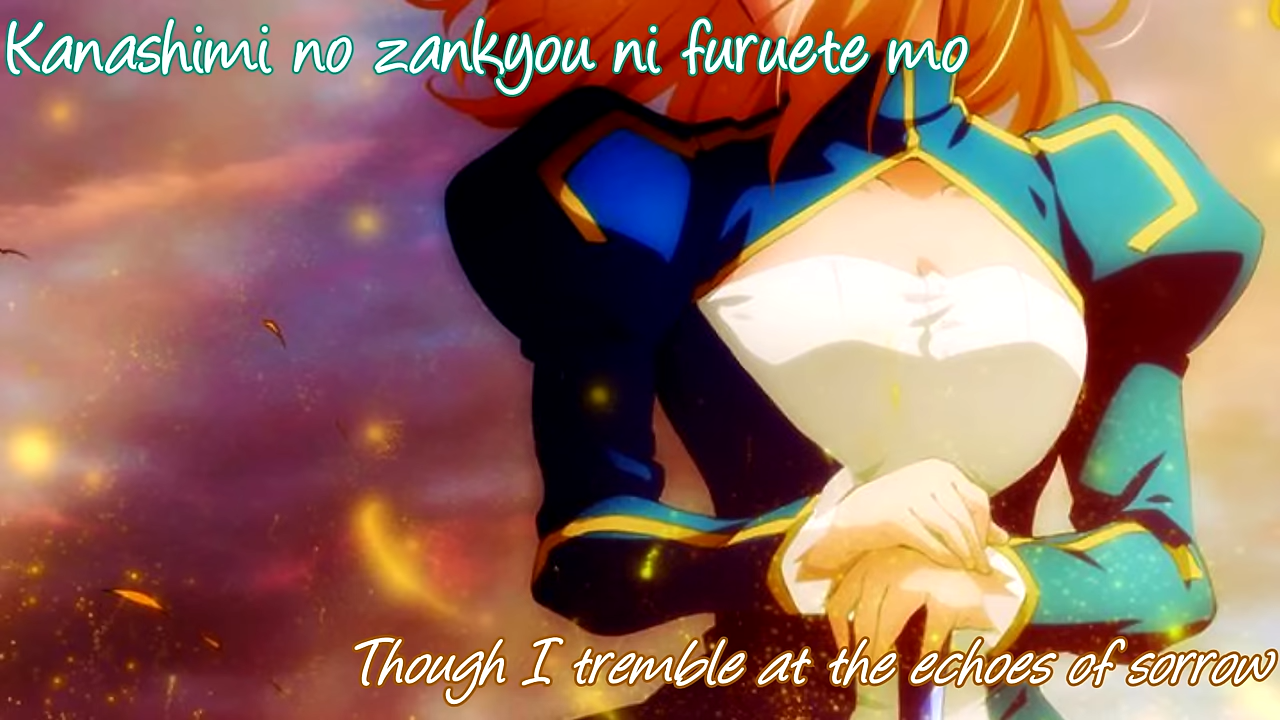 Kanashimi no zankyou ni furuete mo
Though I tremble at the echoes of sorrow